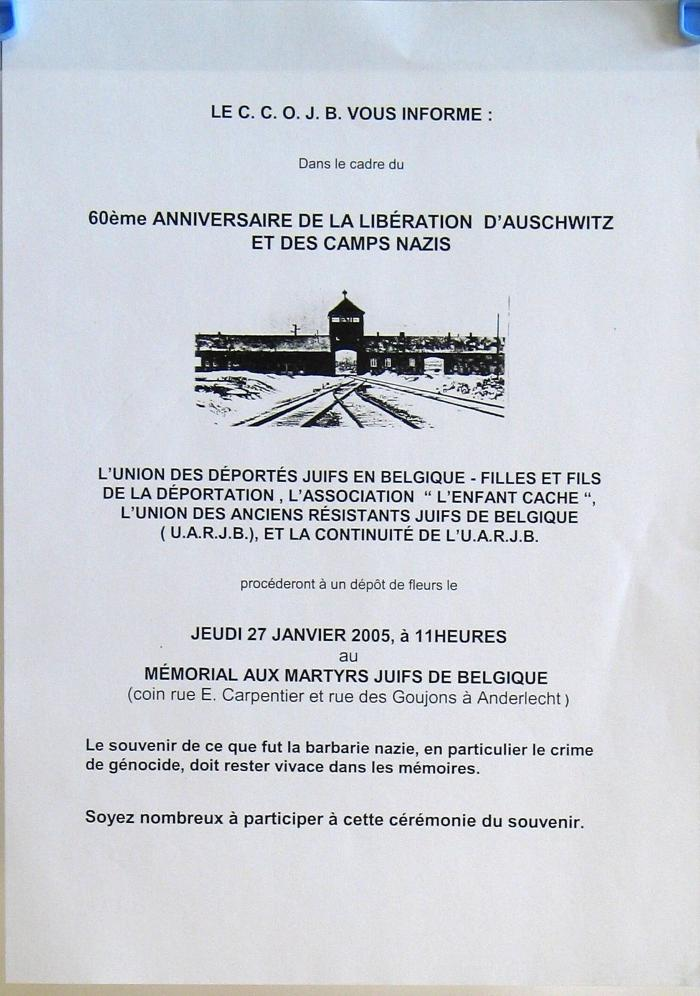 LE C. C. O. J. B. VOUS INFORME :
Dans le cadre du
60ème ANNIVERSAIRE DE LA LIBÉRATION D'AUSCHWITZ
ET DES CAMPS NAZIS
L'UNION DES DÉPORTÉS JUIFS EN BELGIQUE - FILLES ET FILS
DE LA DÉPORTATION , L'ASSOCIATION “ L'ENFANT CACHE “,
L'UNION DES ANCIENS RÉSISTANTS JUIFS DE BELGIQUE
( U.A.R.J.B.), ET LA CONTINUITÉ DE L'U.A.R.J.B.
procéderont à un dépôt de fleurs le
JEUDI 27 JANVIER 2005, à 11HEURES
au
MÉMORIAL AUX MARTYRS JUIFS DE BELGIQUE
(coin rue E. Carpentier et rue des Goujons à Anderlecht )
Le souvenir de ce que fut la barbarie nazie, en particulier le crime
de génocide, doit rester vivace dans les mémoires.
Soyez nombreux à participer à cette cérémonie du souvenir.